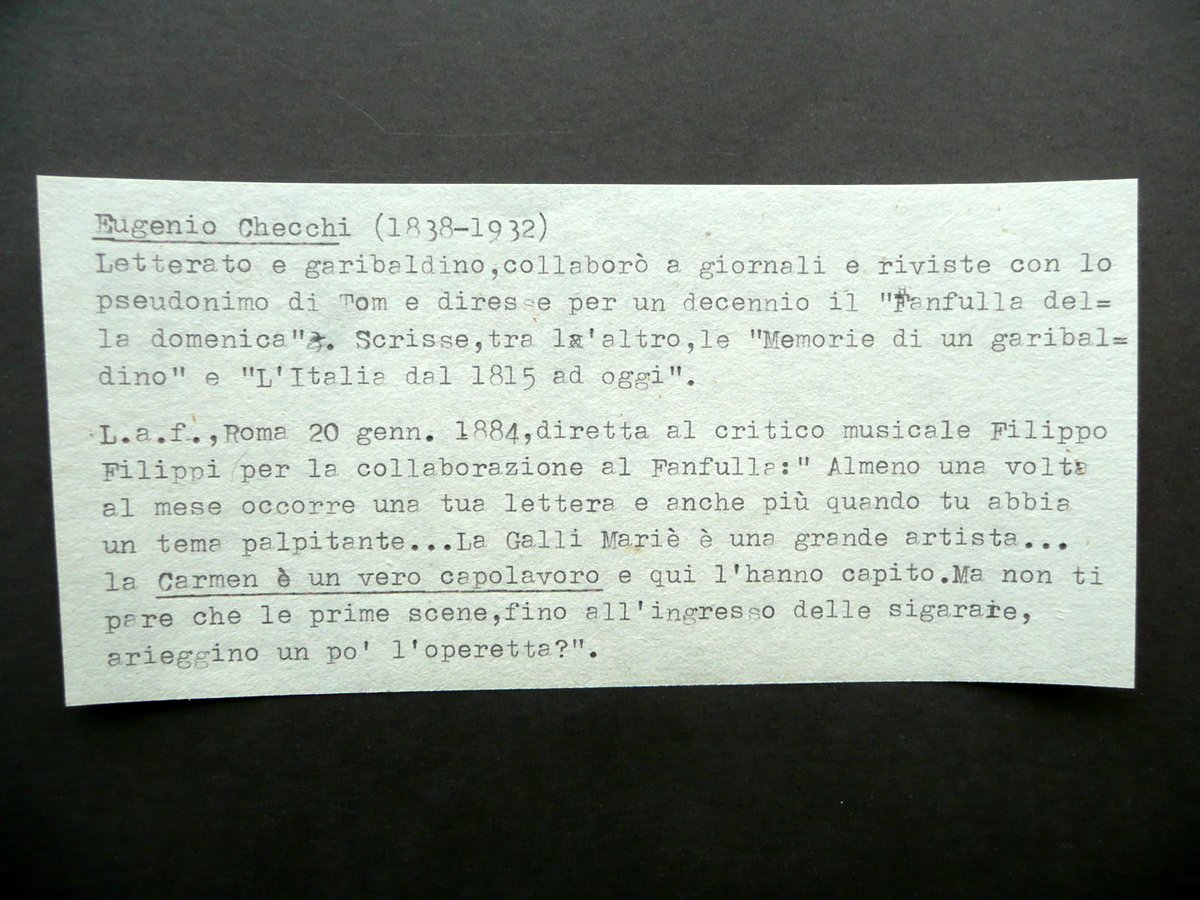 Eugenio Checchi (1838-1932)
Letterato e garibaldino,collaborò a giornali e riviste con lo
pseudonimo di Tom e diresse per un decennio il "Fanfulla del=
la domenica". Scrisse,tra l'altro,le "Memorie di un garibal=
dino" e "L'Italia dal 1815 ad oggi".
L.a.f.,Roma 20 genn. 1884,diretta al critico musicale Filippo
Filippi per la collaborazione al Fanfulla:" Almeno una volta
al mese occorre una tua lettera e anche più quando tu abbia
un tema palpitante...La Galli Mariè è una grande artista...
la Carmen è un vero capolavoro e qui l'hanno capito.Ma non ti
pare che le prime scene,fino all'ingresso delle sigaraie,
arieggino un po' l'operetta?".